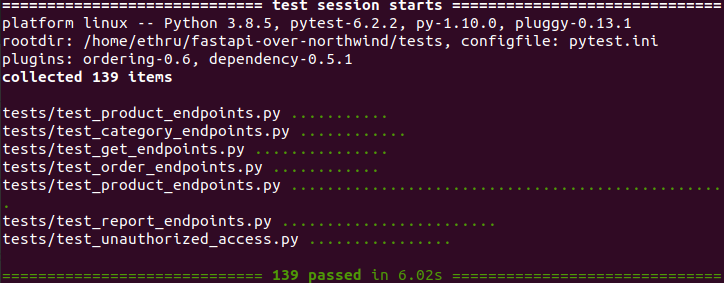 ============================= test session starts ==============================
platform linux -- Python 3.8.5, pytest-6.2.2, py-1.10.0, pluggy-0.13.1
rootdir: /home/ethru/fastapi-over-northwind/tests, configfile: pytest.ini
plugins: ordering-0.6, dependency-0.5.1
collected 139 items
tests/test_product_endpoints.py ...........
tests/test_category_endpoints.py ............
tests/test_get_endpoints.py ...............
tests/test_order_endpoints.py ............
tests/test_product_endpoints.py ................................................
.
tests/test_report_endpoints.py ........................
tests/test_unauthorized_access.py ................
============================= 139 passed in 6.02s ==============================